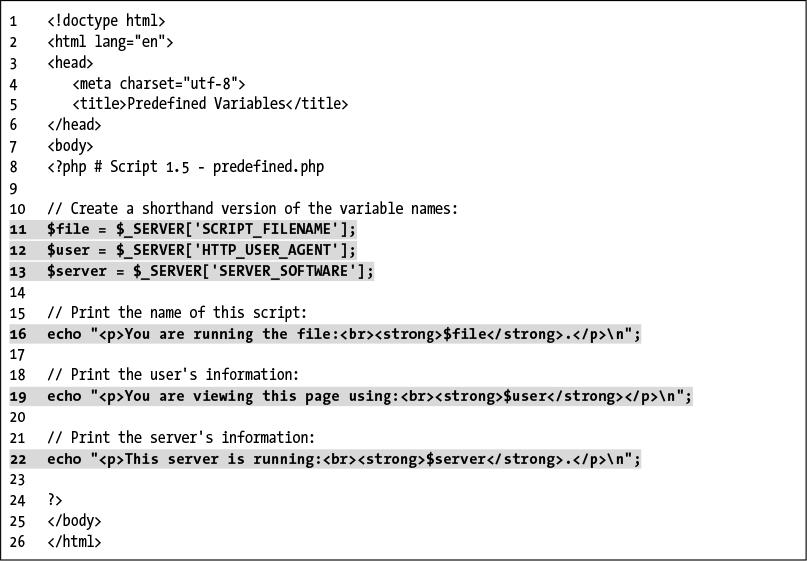 1 <!doctype html>
2 <html lang="en">
3 <head>
4 <meta charset="utf-8">
5 <title>Predefined Variables</title>
6 </head>
7 <body>
8 <?php # Script 1.5 - predefined.php
9
10 // Create a shorthand version of the variable names:
11 $file = $_SERVER['SCRIPT_FILENAME'];
12 $user = $_SERVER['HTTP_USER_AGENT'];
13 $server = $_SERVER['SERVER_SOFTWARE'];
14
15 // Print the name of this script:
16 echo "<p>You are running the file:<br><strong>$file</strong>.</p>\n";
17
18 // Print the user's information:
19 echo "<p>You are viewing this page using:<br><strong>$user</strong></p>\n";
20
21 // Print the server's information:
22 echo "<p>This server is running:<br><strong>$server</strong>.</p>\n";
23
24 ?>
25 </body>
26 </html>